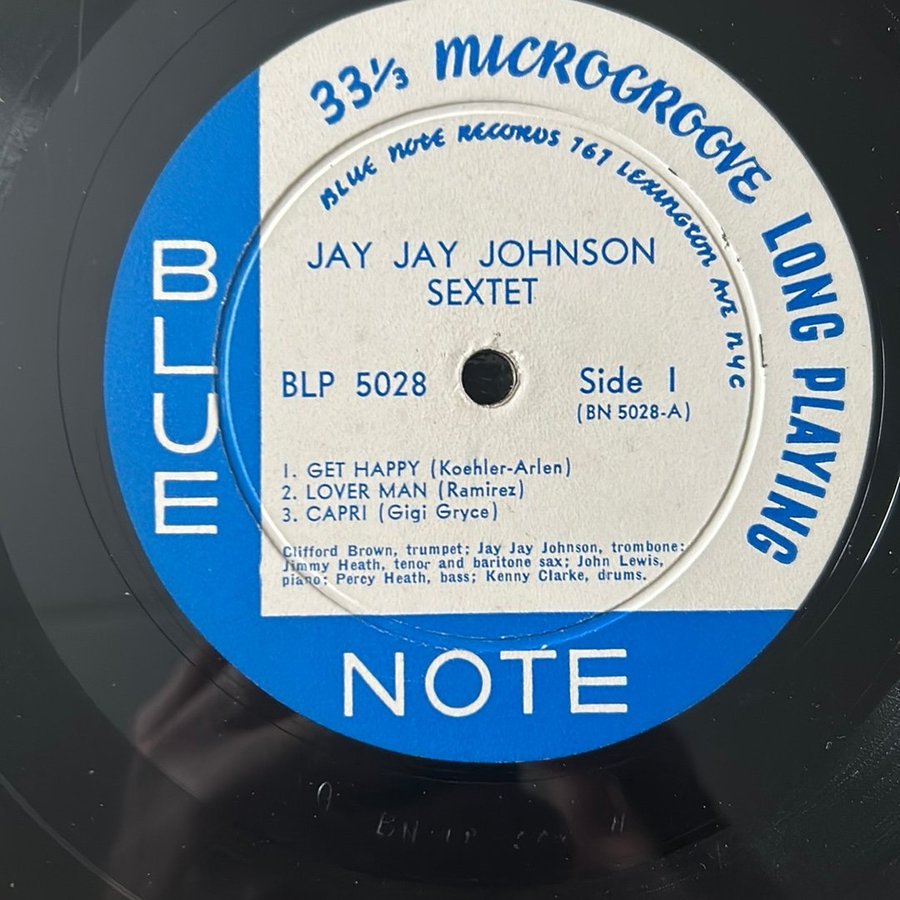 33⅓ MICROGROOVE LONG PLAYING
BLUE NOTE RECORDS 767 LEXINGTON AVE NYC
JAY JAY JOHNSON
SEXTET
BLP 5028
Side 1
(BN 5028-A)
1. GET HAPPY (Koehler-Arlen)
2. LOVER MAN (Ramirez)
3. CAPRI (Gigi Gryce)
Clifford Brown, trumpet; Jay Jay Johnson, trombone;
Jimmy Heath, tenor and baritone sax; John Lewis,
piano; Percy Heath, bass; Kenny Clarke, drums.
BLUE
NOTE
BN LP